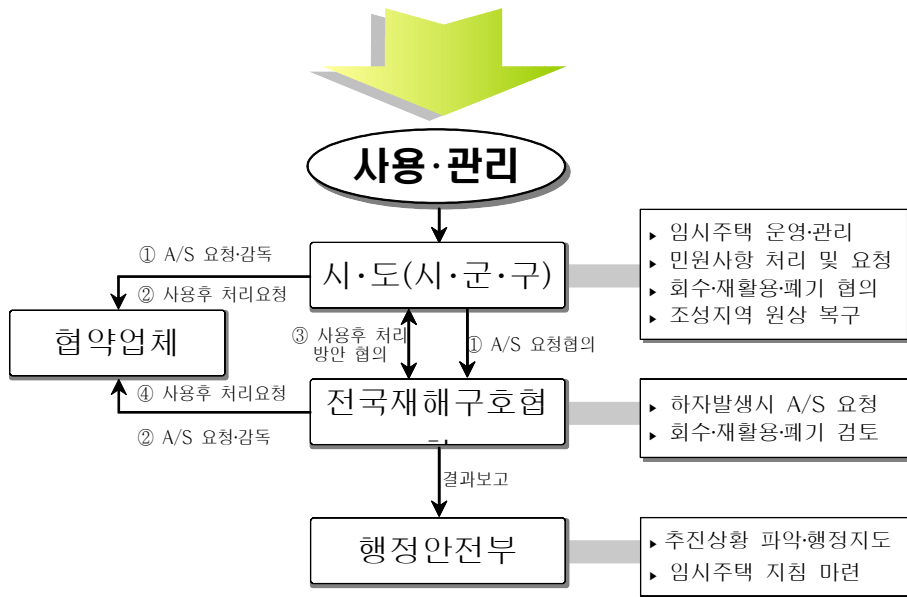 사용·관리
① A/S 요청·감독
② 사용후 처리요청
시·도(시·군·구)
▸ 임시주택 운영·관리
▸ 민원사항 처리 및 요청
▸ 회수·재활용·폐기 협의
▸ 조성지역 원상 복구
협약업체
③ 사용후 처리
방안 협의
① A/S 요청협의
④ 사용후 처리요청
② A/S 요청·감독
전국재해구호협
▸ 하자발생시 A/S 요청
▸ 회수·재활용·폐기 검토
결과보고
행정안전부
▸ 추진상황 파악·행정지도
▸ 임시주택 지침 마련